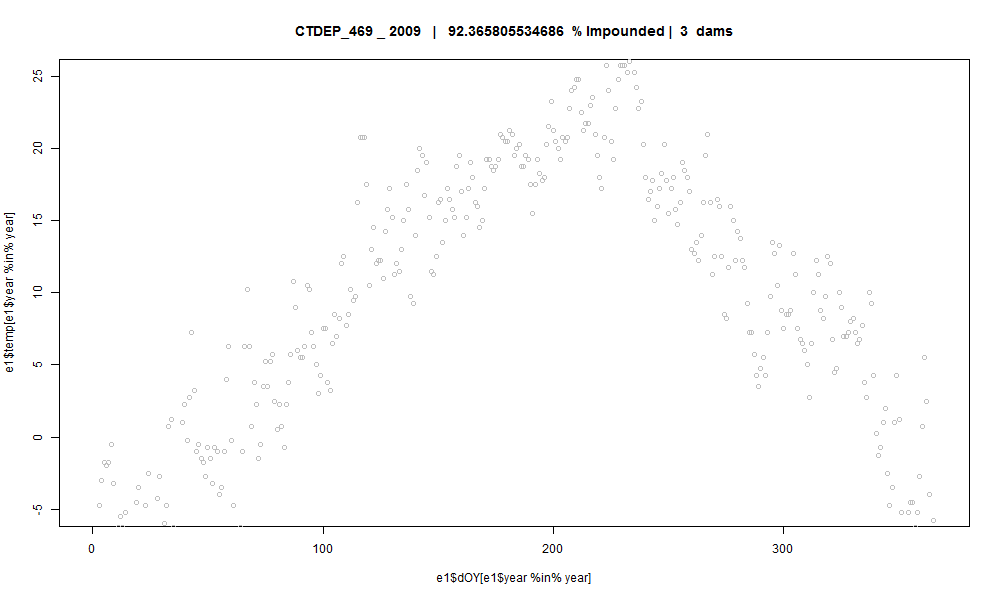 CTDEP_469 _ 2009 | 92.365805534686 % Impounded | 3 dams
e1$temp[e1$year %in% year]
25
20
15
10
5
0
-5
0 100 200 300
e1$dOY[e1$year %in% year]